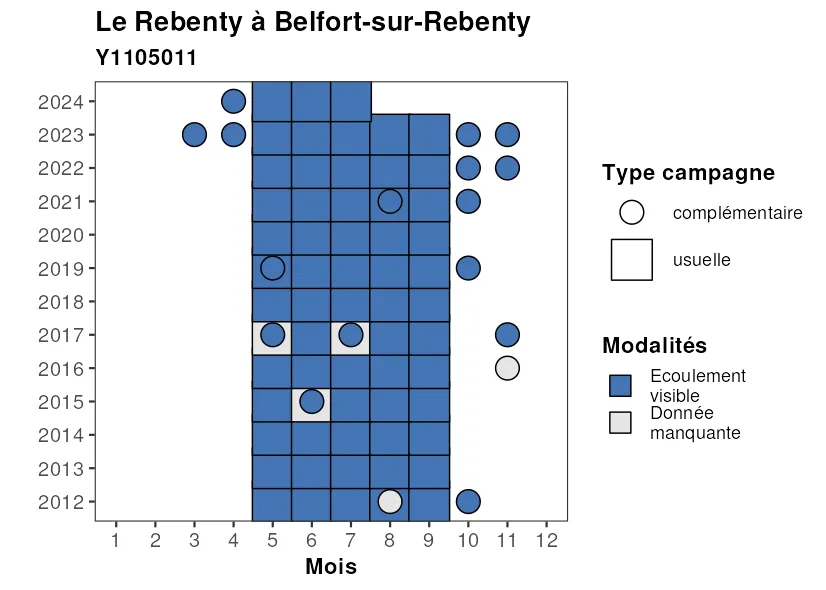 Le Rebenty à Belfort-sur-Rebenty
Y1105011
2024
2023
2022
2021
2020
2019
2018
2017
2016
2015
2014
2013
2012
1 2 3 4 5 6 7 8 9 10 11 12
Mois
Type campagne
complémentaire
usuelle
Modalités
Ecoulement
visible
Donnée
manquante